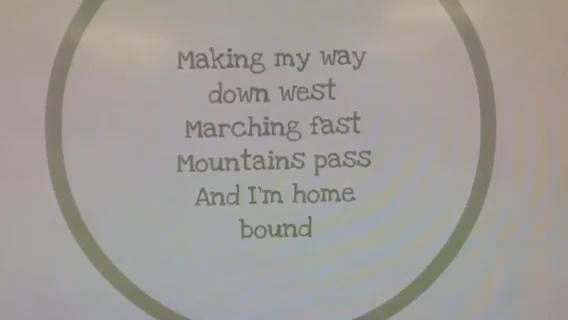 Making my way
down west
Marching fast
Mountains pass
And I'm home
bound